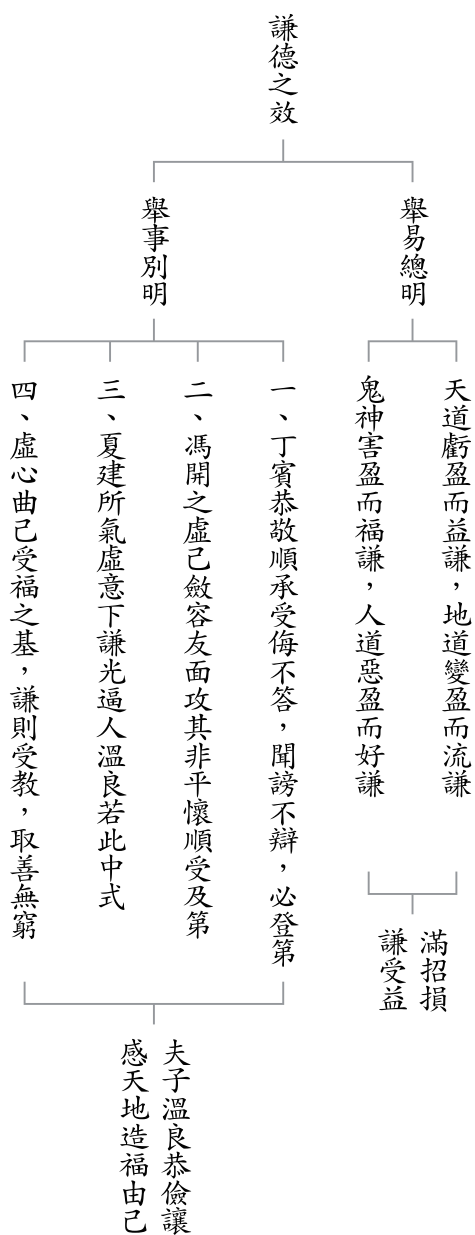 謙德之效
舉易總明
天道虧盈而益謙，地道變盈而流謙
鬼神害盈而福謙，人道惡盈而好謙
滿招損
謙受益
舉事別明
一、丁賓恭敬順承受侮不答，聞謗不辯，必登第
二、馮開之虛己斂容友面攻其非平懷順受及第
三、夏建所氣虛意下謙光逼人溫良若此中式
四、虛心曲己受福之基，謙則受教，取善無窮
夫子溫良恭儉讓
感天地造福由己